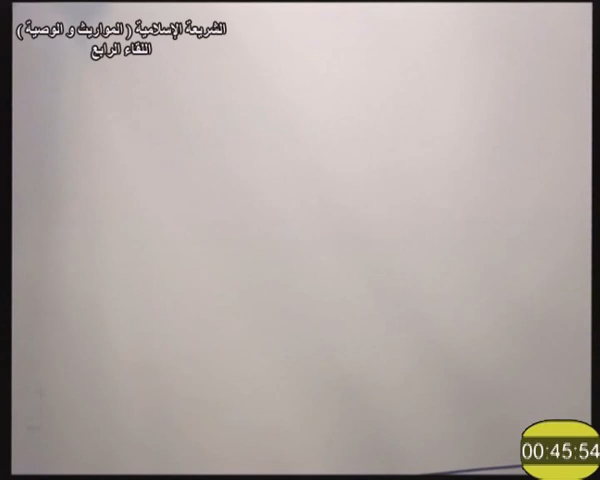 الشريعة الإسلامية ( المواريث و الوصية )
اللقاء الرابع
00:45:54